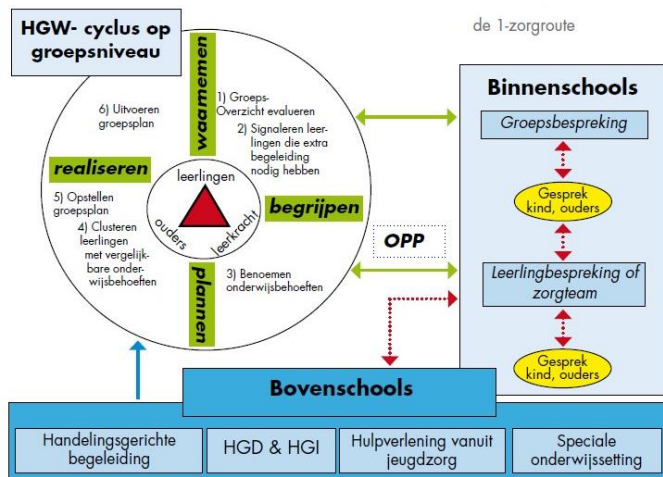 HGW- cyclus op
groepsniveau
de 1-zorgroute
waarnemen
1) Groeps-
Overzicht evalueren
2) Signaleren leer-
lingen die extra
begeleiding
nodig hebben
begrijpen
3) Benoemen
onderwijsbehoeften
plannen
4) Clusteren
leerlingen
met vergelijk-
bare onder-
wijsbehoeften
5) Opstellen
groepsplan
realiseren
6) Uitvoeren
groepsplan
leerlingen
ouders
leerkracht
OPP
Binnenschools
Groepsbespreking
Gesprek
kind, ouders
Leerlingbespreking of
zorgteam
Gesprek
kind, ouders
Bovenschools
Handelingsgerichte
begeleiding
HGD & HGI
Hulpverlening vanuit
jeugdzorg
Speciale
onderwijssetting